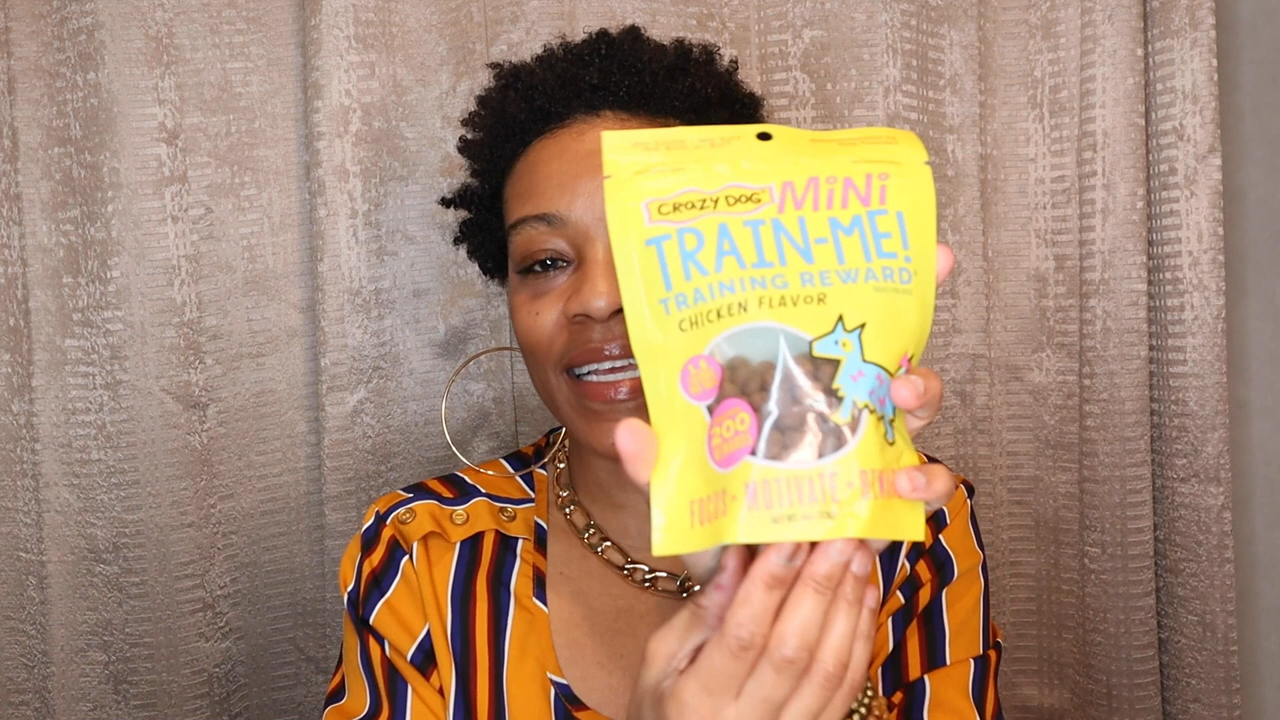 CRAZY DOG®
MiNi
TRAIN-ME!
TRAINING REWARD®
CHICKEN FLAVOR
200
FOCUS • MOTIVATE •